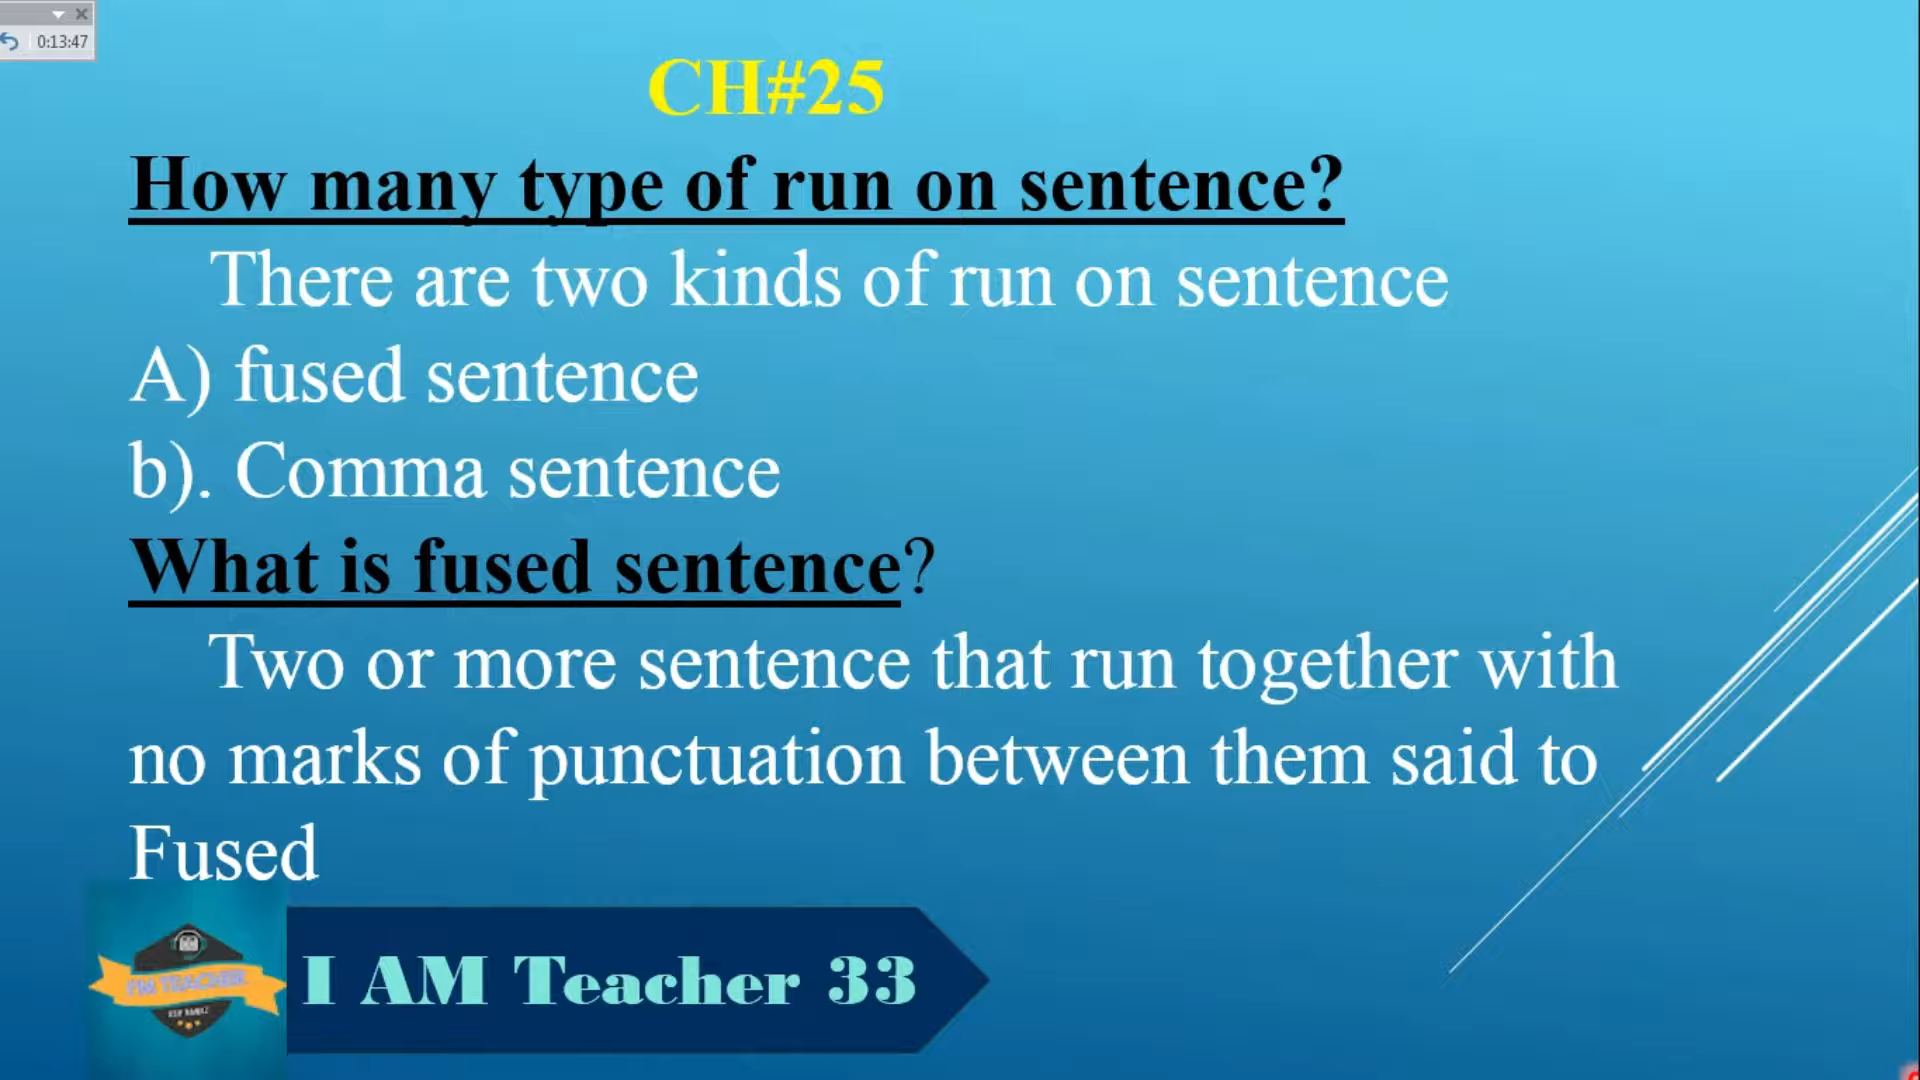 0:13:47
CH#25
How many type of run on sentence?
There are two kinds of run on sentence
A) fused sentence
b). Comma sentence
What is fused sentence?
Two or more sentence that run together with
no marks of punctuation between them said to
Fused
I'M TEACHER
I AM Teacher 33